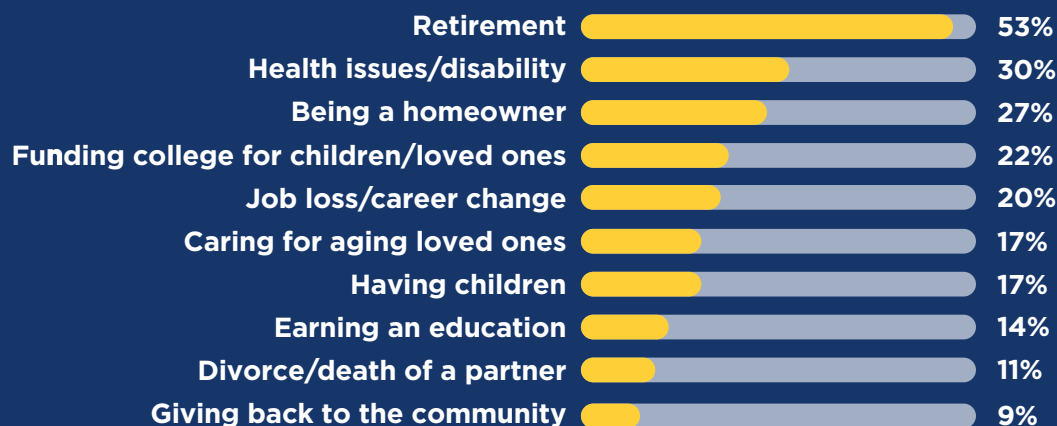 Retirement 53%
Health issues/disability 30%
Being a homeowner 27%
Funding college for children/loved ones 22%
Job loss/career change 20%
Caring for aging loved ones 17%
Having children 17%
Earning an education 14%
Divorce/death of a partner 11%
Giving back to the community 9%